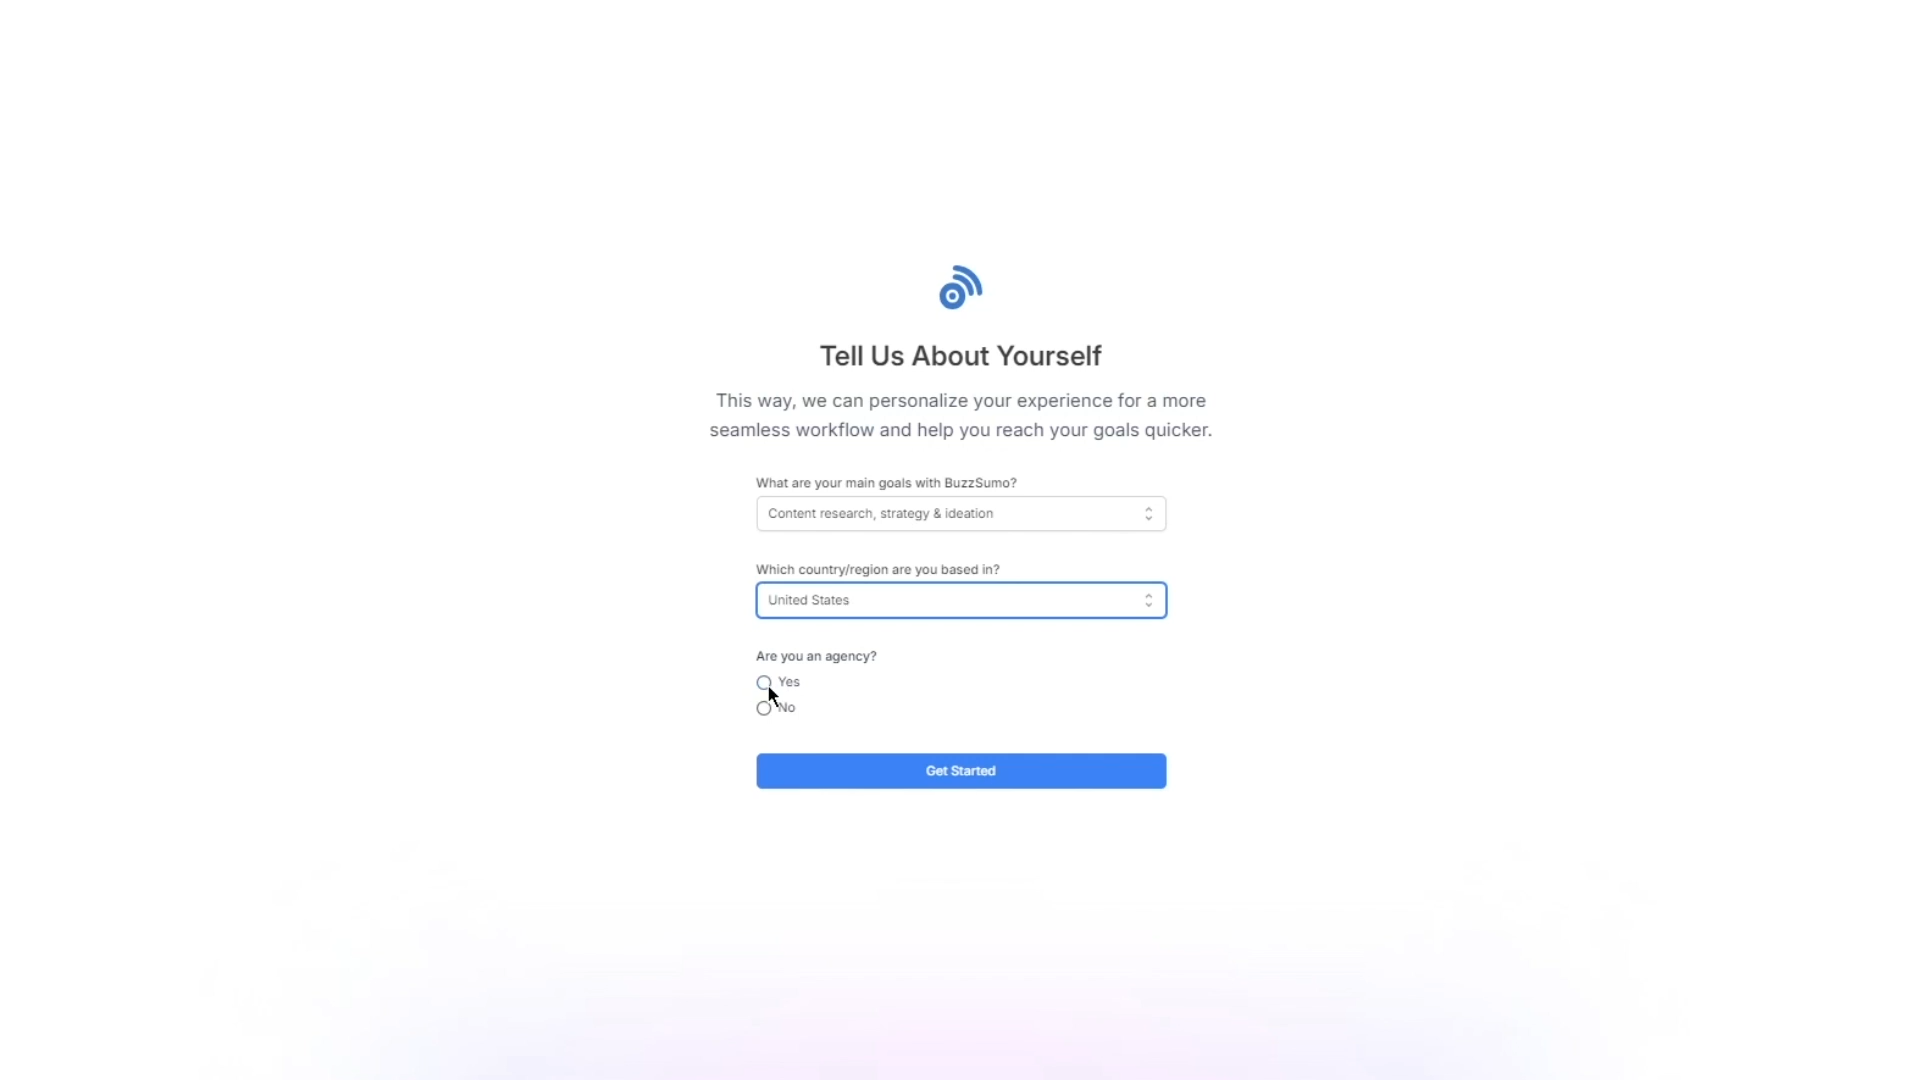 Tell Us About Yourself
This way, we can personalize your experience for a more
seamless workflow and help you reach your goals quicker.
What are your main goals with BuzzSumo?
Content research, strategy & ideation
Which country/region are you based in?
United States
Are you an agency?
Yes
No
Get Started